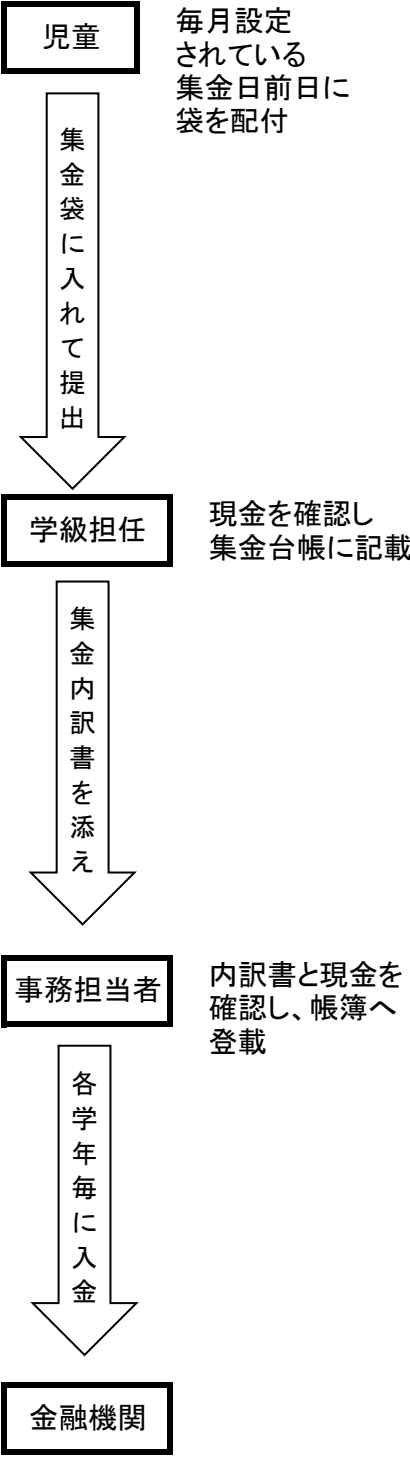 児童
毎月設定
されている
集金日前日に
袋を配付
集金袋に入れて提出
学級担任
現金を確認し
集金台帳に記載
集金内訳書を添え
事務担当者
内訳書と現金を
確認し、帳簿へ
登載
各学年毎に入金
金融機関